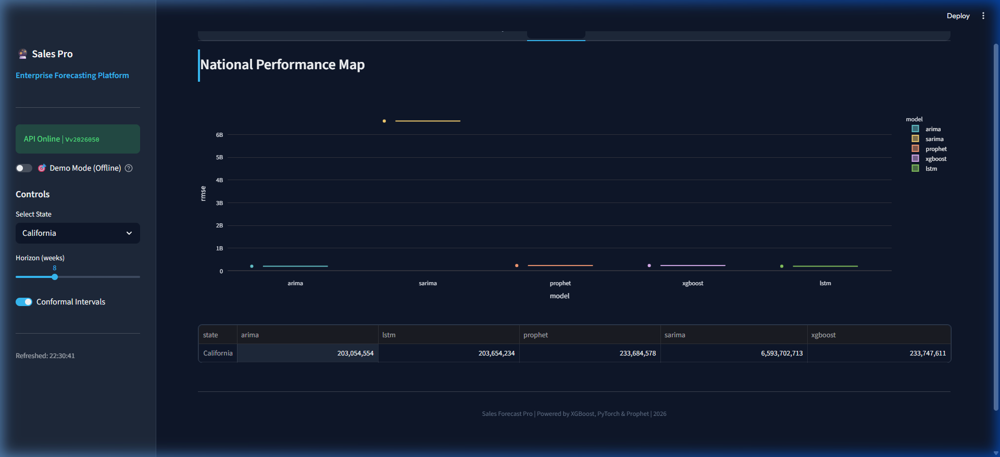 Deploy
Sales Pro
Enterprise Forecasting Platform
API Online | Vv2026050
Demo Mode (Offline)
Controls
Select State
California
Horizon (weeks)
8
Conformal Intervals
Refreshed: 22:30:41
National Performance Map
rmse
6B
5B
4B
3B
2B
1B
0
arima sarima prophet xgboost lstm
model
model
arima
sarima
prophet
xgboost
lstm
state arima lstm prophet sarima xgboost
California 203,054,554 203,654,234 233,684,578 6,593,702,713 233,747,611
Sales Forecast Pro | Powered by XGBoost, PyTorch & Prophet | 2026